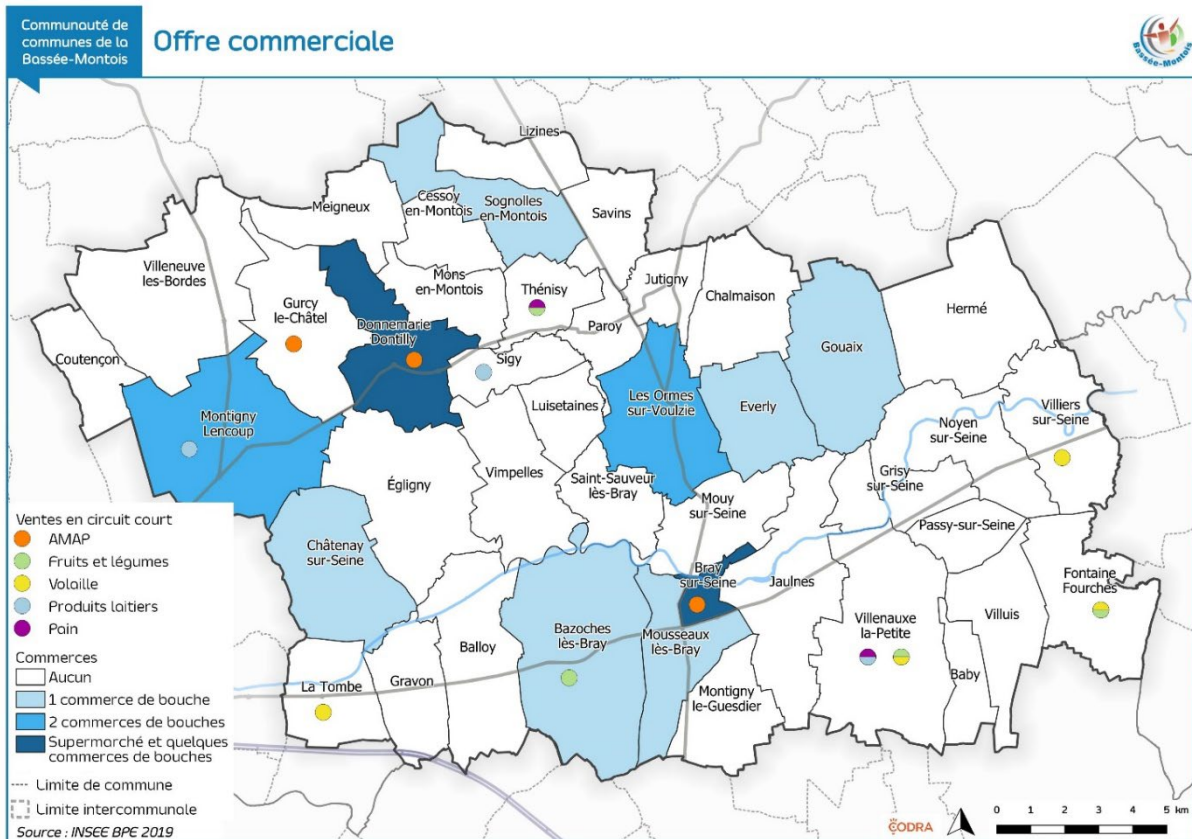 Communauté de
communes de la
Bassée-Montois
Offre commerciale
Bassée-Montois
Lizines
Cessoy
en-Montois
Sognolles
en-Montois
Meigneux
Savins
Villeneuve
les-Bordes
Mons
en-Montois
Thénisy
Jutigny
Chalmaison
Hermé
Gurcy
le-Châtel
Donnemarie
Dontilly
Paroy
Gouaix
Coutençon
Sigy
Luisetaines
Les Ormes
sur-Voulzie
Everly
Montigny
Lencoup
Villiers
sur-Seine
Noyen
sur-Seine
Égligny
Vimpelles
Saint-Sauveur
lès-Bray
Grisy
sur-Seine
Mouy
sur-Seine
Passy-sur-Seine
Châtenay
sur-Seine
Bray
sur-Seine
Jaulnes
Fontaine
Fourches
Bazoches
lès-Bray
Mousseaux
lès-Bray
Villenauxe
la-Petite
Villuis
Balloy
Gravon
La Tombe
Baby
Montigny
le-Guesdier
Ventes en circuit court
AMAP
Fruits et légumes
Volaille
Produits laitiers
Pain
Commerces
Aucun
1 commerce de bouche
2 commerces de bouches
Supermarché et quelques
commerces de bouches
Limite de commune
Limite intercommunale
Source : INSEE BPE 2019
CODRA
0 1 2 3 4 5 km